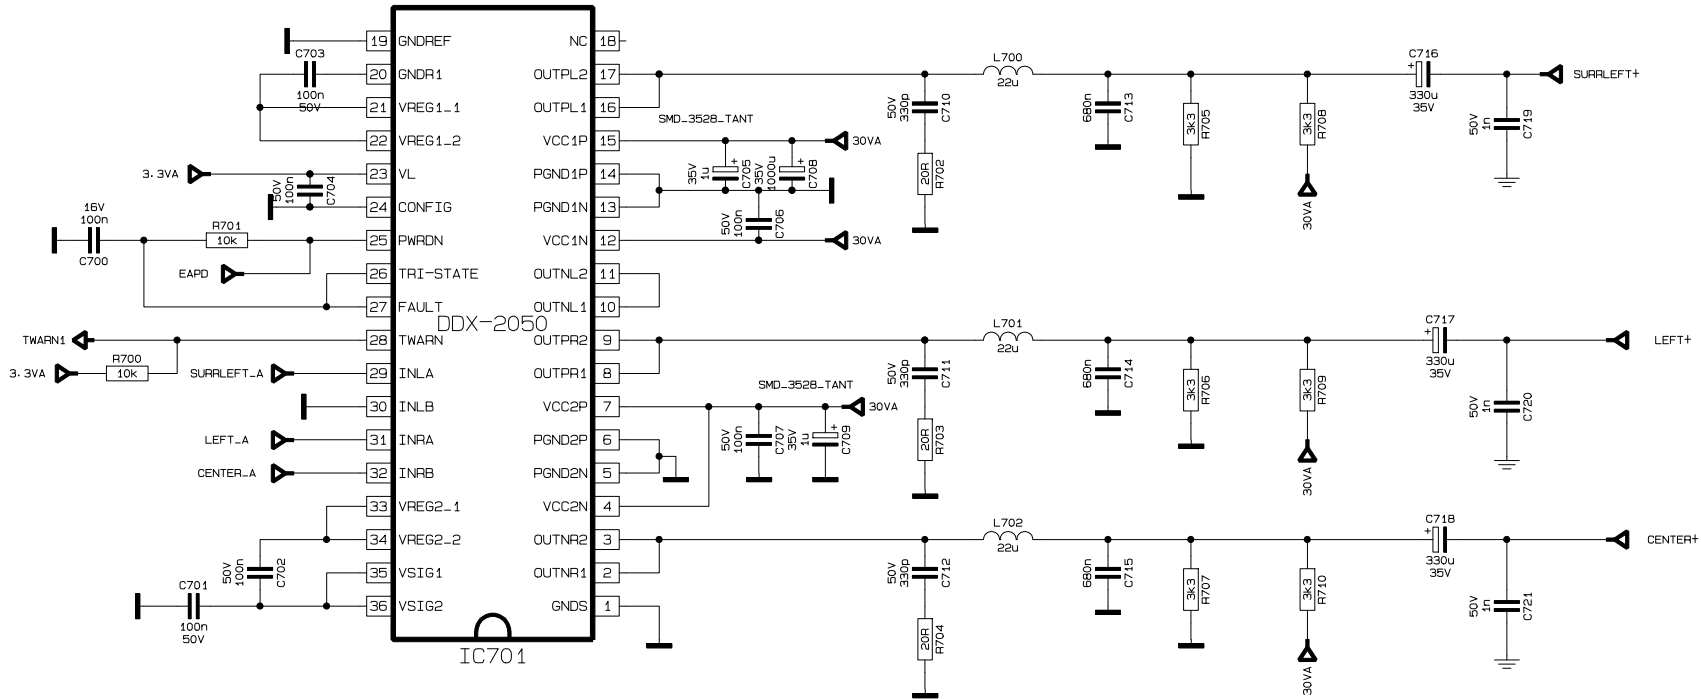 19 GNDREF
NC 18
C703
100n
50V
20 GNDR1
OUTPL2 17
21 VREG1_1
OUTPL1 16
22 VREG1_2
VCC1P 15
SMD_3528_TANT
30VA
3.3VA
23 VL
PGND1P 14
50V
100n
C704
24 CONFIG
PGND1N 13
35V
1u
C705
35V
1000u
C708
50V
100n
C706
16V
100n
C700
R701
10k
25 PWRDN
VCC1N 12
30VA
EAPD
26 TRI-STATE
OUTNL2 11
27 FAULT
OUTNL1 10
DDX-2050
TWARN1
28 TWARN
OUTPR2 9
3.3VA
R700
10k
SURRLEFT_A
29 INLA
OUTPR1 8
SMD_3528_TANT
30 INLB
VCC2P 7
30VA
LEFT_A
31 INRA
PGND2P 6
50V
100n
C707
35V
1u
C709
CENTER_A
32 INRB
PGND2N 5
33 VREG2_1
VCC2N 4
34 VREG2_2
OUTNR2 3
50V
100n
C702
35 VSIG1
OUTNR1 2
C701
100n
50V
36 VSIG2
GNDS 1
IC701
L700
22u
50V
330p
C710
20R
R702
680n
C713
3k3
R705
3k3
R708
30VA
C716
+
330u
35V
50V
1n
C719
SURRLEFT+
L701
22u
50V
330p
C711
20R
R703
680n
C714
3k3
R706
3k3
R709
30VA
C717
+
330u
35V
50V
1n
C720
LEFT+
L702
22u
50V
330p
C712
20R
R704
680n
C715
3k3
R707
3k3
R710
30VA
C718
+
330u
35V
50V
1n
C721
CENTER+